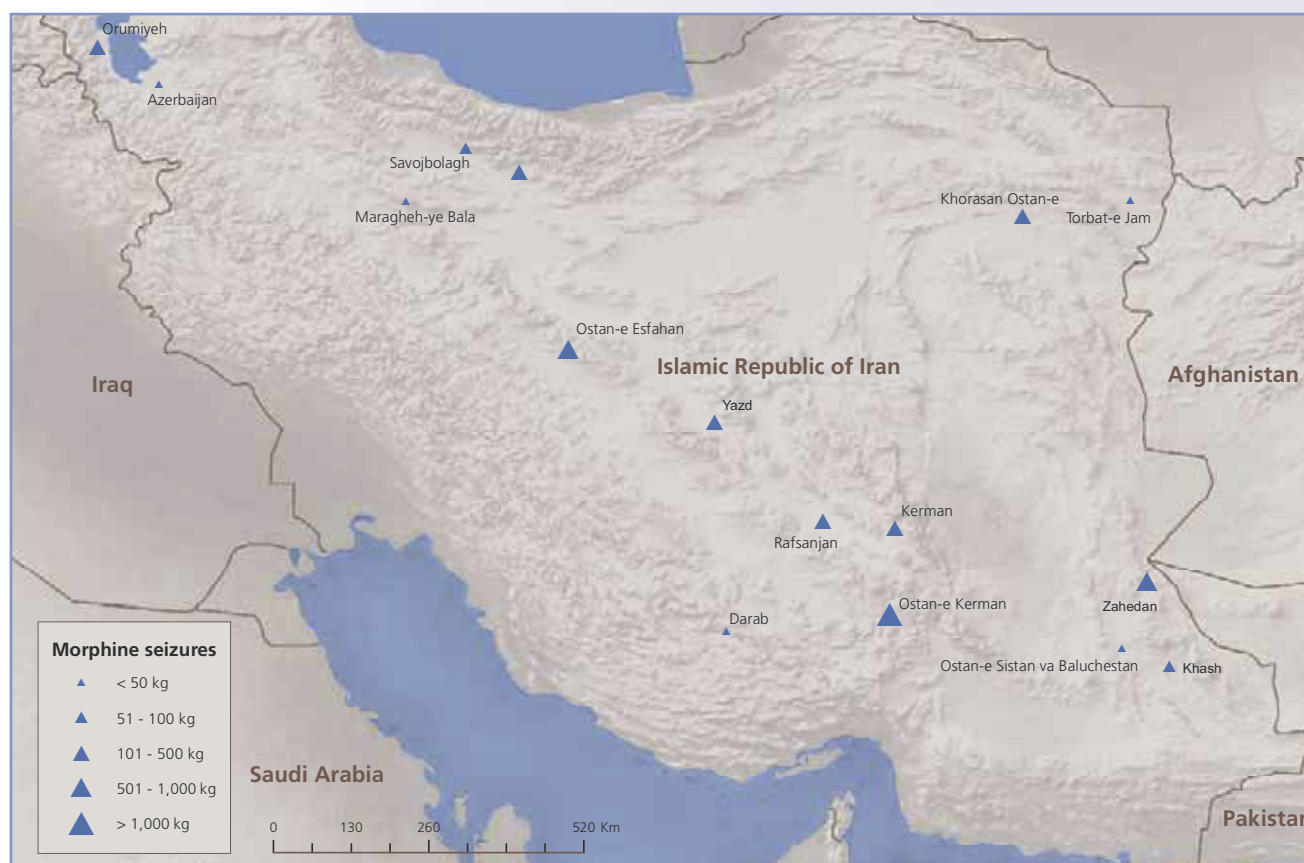 Orumiyeh
Azerbaijan
Savojbolagh
Maragheh-ye Bala
Khorasan Ostan-e
Torbat-e Jam
Ostan-e Esfahan
Islamic Republic of Iran
Iraq
Afghanistan
Yazd
Kerman
Rafsanjan
Zahedan
Ostan-e Kerman
Darab
Ostan-e Sistan va Baluchestan
Khash
Morphine seizures
< 50 kg
51 - 100 kg
101 - 500 kg
501 - 1,000 kg
> 1,000 kg
Saudi Arabia
0 130 260 520 Km
Pakistan